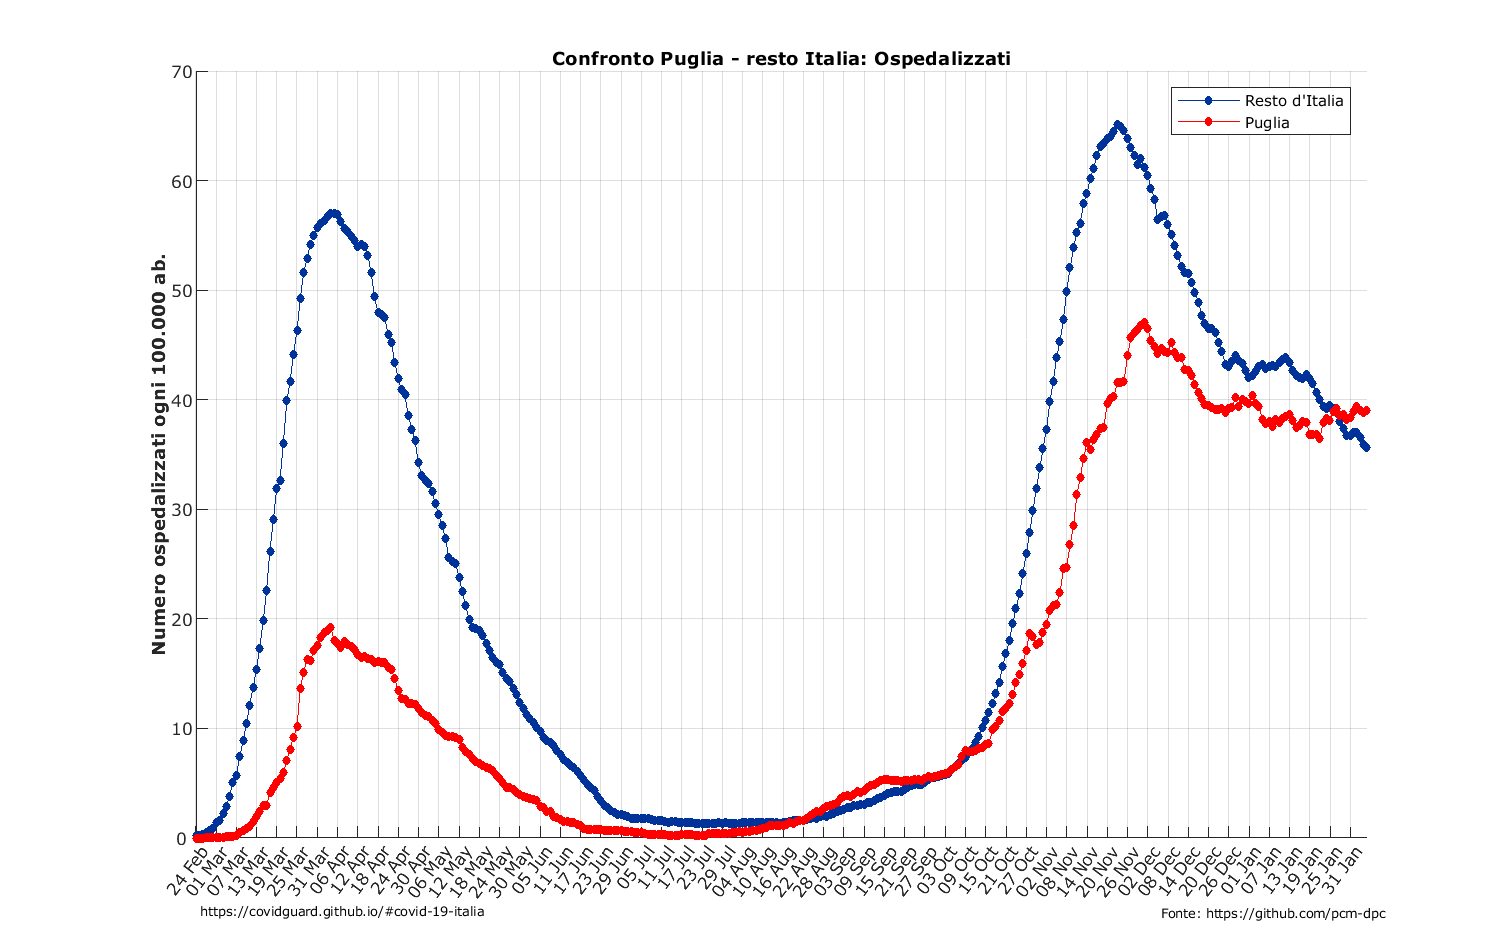 Confronto Puglia - resto Italia: Ospedalizzati
Resto d'Italia
Puglia
Numero ospedalizzati ogni 100.000 ab.
70
60
50
40
30
20
10
0
24 Feb
01 Mar
07 Mar
13 Mar
19 Mar
25 Mar
31 Mar
06 Apr
12 Apr
18 Apr
24 Apr
30 Apr
06 May
12 May
18 May
24 May
30 May
05 Jun
11 Jun
17 Jun
23 Jun
29 Jun
05 Jul
11 Jul
17 Jul
23 Jul
29 Jul
04 Aug
10 Aug
16 Aug
22 Aug
28 Aug
03 Sep
09 Sep
15 Sep
21 Sep
27 Sep
03 Oct
09 Oct
15 Oct
21 Oct
27 Oct
02 Nov
08 Nov
14 Nov
20 Nov
26 Nov
02 Dec
08 Dec
14 Dec
20 Dec
26 Dec
01 Jan
07 Jan
13 Jan
19 Jan
25 Jan
31 Jan
https://covidguard.github.io/#covid-19-italia
Fonte: https://github.com/pcm-dpc